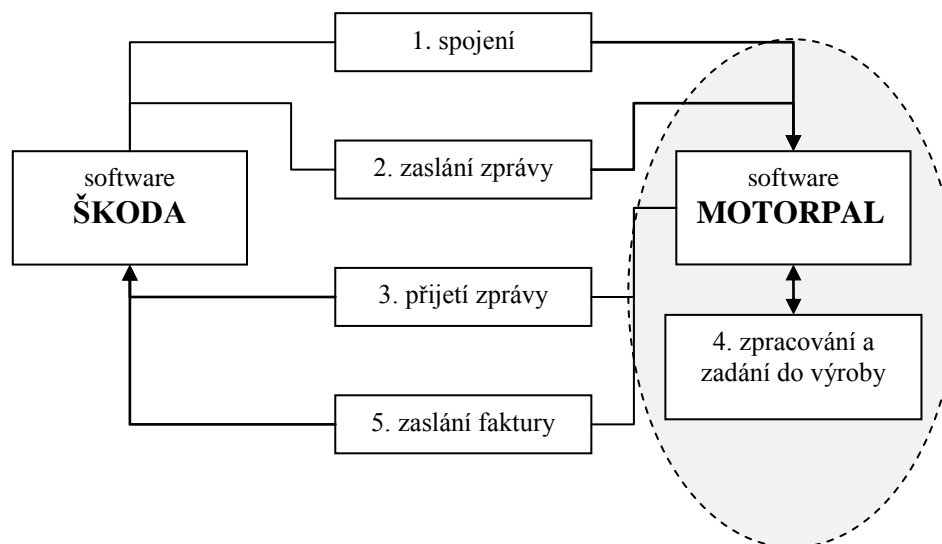 1. spojení
2. zaslání zprávy
software
ŠKODA
software
MOTORPAL
3. přijetí zprávy
4. zpracování a
zadání do výroby
5. zaslání faktury